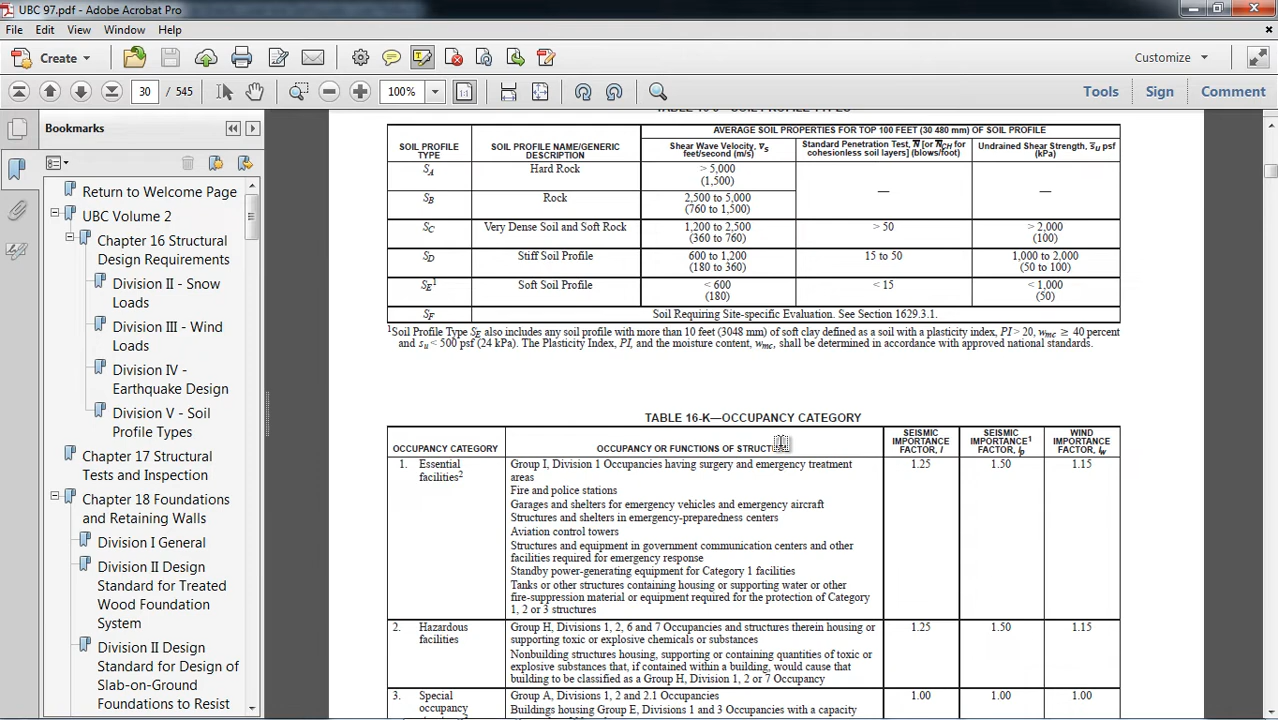 UBC 97.pdf - Adobe Acrobat Pro
File Edit View Window Help
Create Customize
30 / 545 100% Tools Sign Comment
Bookmarks
Return to Welcome Page
UBC Volume 2
Chapter 16 Structural
Design Requirements
Division II - Snow
Loads
Division III - Wind
Loads
Division IV -
Earthquake Design
Division V - Soil
Profile Types
Chapter 17 Structural
Tests and Inspection
Chapter 18 Foundations
and Retaining Walls
Division I General
Division II Design
Standard for Treated
Wood Foundation
System
Division II Design
Standard for Design of
Slab-on-Ground
Foundations to Resist
AVERAGE SOIL PROPERTIES FOR TOP 100 FEET (30 480 mm) OF SOIL PROFILE
SOIL PROFILE
TYPE
SOIL PROFILE NAME/GENERIC
DESCRIPTION
Shear Wave Velocity, v̄s
feet/second (m/s)
Standard Penetration Test, N̄ [or N̄CH for
cohesionless soil layers] (blows/foot)
Undrained Shear Strength, s̄u psf
(kPa)
SA Hard Rock > 5,000
(1,500)
— —
SB Rock 2,500 to 5,000
(760 to 1,500)
SC Very Dense Soil and Soft Rock 1,200 to 2,500 > 50 > 2,000
(360 to 760) (100)
SD Stiff Soil Profile 600 to 1,200 15 to 50 1,000 to 2,000
(180 to 360) (50 to 100)
SE1 Soft Soil Profile < 600 < 15 < 1,000
(180) (50)
SF Soil Requiring Site-specific Evaluation. See Section 1629.3.1.
1Soil Profile Type SE also includes any soil profile with more than 10 feet (3048 mm) of soft clay defined as a soil with a plasticity index, PI > 20, wmc ≥ 40 percent
and su < 500 psf (24 kPa). The Plasticity Index, PI, and the moisture content, wmc, shall be determined in accordance with approved national standards.
TABLE 16-K—OCCUPANCY CATEGORY
OCCUPANCY CATEGORY
OCCUPANCY OR FUNCTIONS OF
SEISMIC
IMPORTANCE
FACTOR, I
SEISMIC
IMPORTANCE1
FACTOR, Ip
WIND
IMPORTANCE
FACTOR, Iw
1. Essential
facilities2
Group I, Division 1 Occupancies having surgery and emergency treatment
areas
Fire and police stations
Garages and shelters for emergency vehicles and emergency aircraft
Structures and shelters in emergency-preparedness centers
Aviation control towers
Structures and equipment in government communication centers and other
facilities required for emergency response
Standby power-generating equipment for Category 1 facilities
Tanks or other structures containing housing or supporting water or other
fire-suppression material or equipment required for the protection of Category
1, 2 or 3 structures
1.25 1.50 1.15
2. Hazardous
facilities
Group H, Divisions 1, 2, 6 and 7 Occupancies and structures therein housing or
supporting toxic or explosive chemicals or substances
Nonbuilding structures housing, supporting or containing quantities of toxic or
explosive substances that, if contained within a building, would cause that
building to be classified as a Group H, Division 1, 2 or 7 Occupancy
1.25 1.50 1.15
3. Special
occupancy
Group A, Divisions 1, 2 and 2.1 Occupancies
Buildings housing Group E, Divisions 1 and 3 Occupancies with a capacity
1.00 1.00 1.00